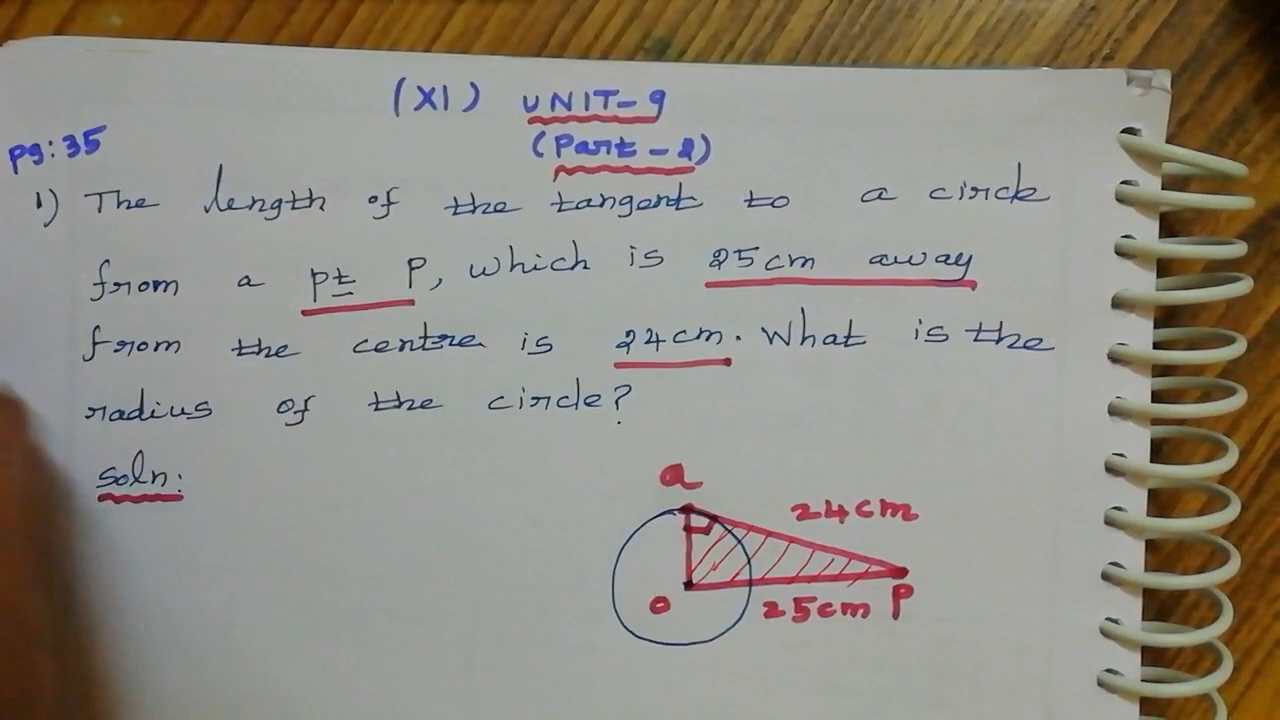 (XI) UNIT-9
(Part-2)
pg:35
1) The length of the tangent to a circle
from a pt P, which is 25cm away
from the centre is 24cm. What is the
radius of the circle?
soln:
Q
24cm
O
25cm P